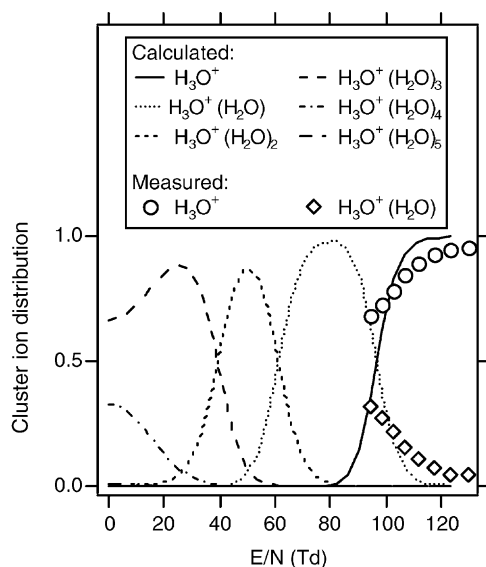 Calculated:
H₃O⁺
H₃O⁺ (H₂O)
H₃O⁺ (H₂O)₂
H₃O⁺ (H₂O)₃
H₃O⁺ (H₂O)₄
H₃O⁺ (H₂O)₅
Measured:
H₃O⁺
H₃O⁺ (H₂O)
Cluster ion distribution
1.0
0.5
0.0
0 20 40 60 80 100 120
E/N (Td)